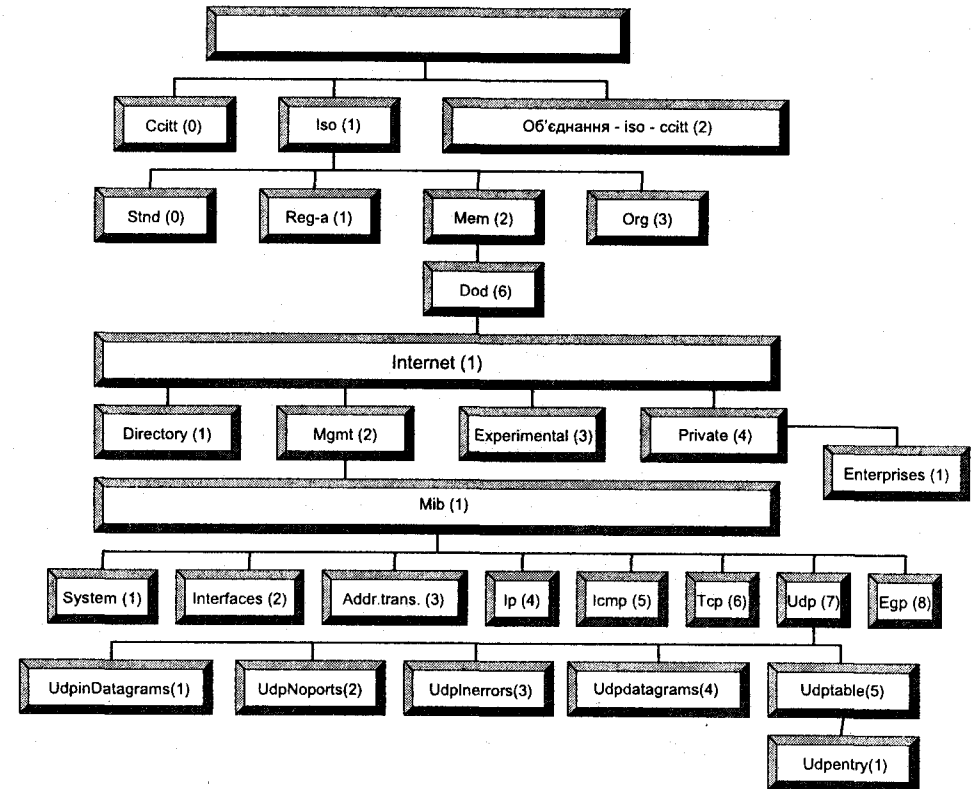 Ccitt (0)
Iso (1)
Об'єднання - iso - ccitt (2)
Stnd (0)
Reg-a (1)
Mem (2)
Org (3)
Dod (6)
Internet (1)
Directory (1)
Mgmt (2)
Experimental (3)
Private (4)
Enterprises (1)
Mib (1)
System (1)
Interfaces (2)
Addr.trans. (3)
Ip (4)
Icmp (5)
Tcp (6)
Udp (7)
Egp (8)
UdpinDatagrams(1)
UdpNoports(2)
UdpInerrors(3)
Udpdatagrams(4)
Udptable(5)
Udpentry(1)